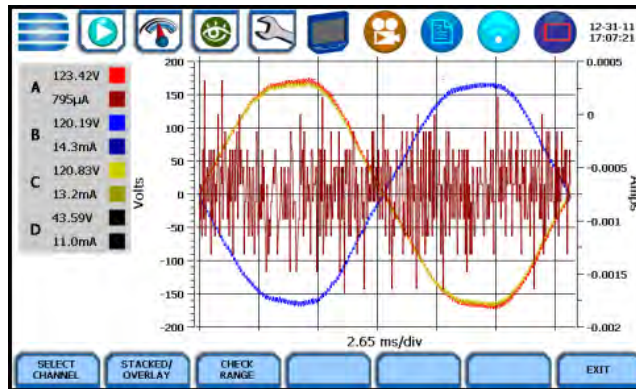 12-31-11
17:07:21
A
123.42V
795µA
B
120.19V
14.3mA
C
120.83V
13.2mA
D
43.59V
11.0mA
Volts
200
150
100
50
0
-50
-100
-150
-200
0.0005
0
-0.0005
-0.001
-0.0015
-0.002
Amps
2.65 ms/div
SELECT CHANNEL
STACKED/ OVERLAY
CHECK RANGE
EXIT